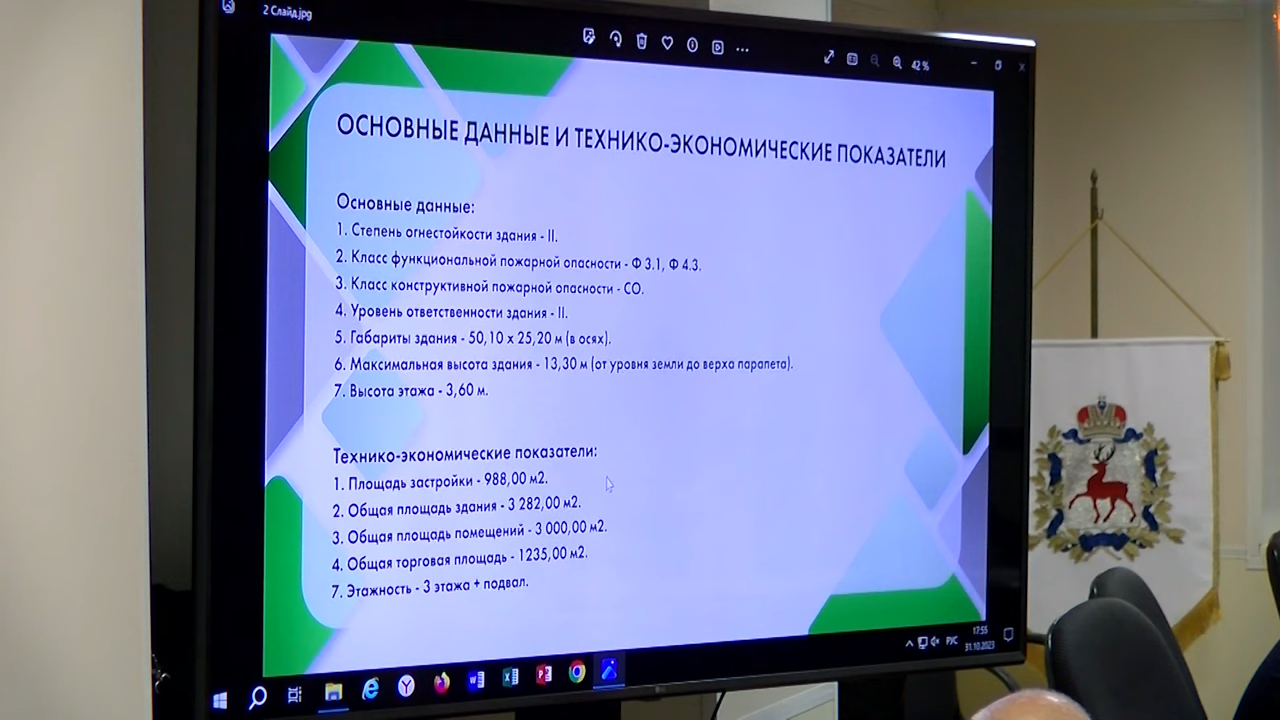 2 Слайд.jpg
42 %
ОСНОВНЫЕ ДАННЫЕ И ТЕХНИКО-ЭКОНОМИЧЕСКИЕ ПОКАЗАТЕЛИ
Основные данные:
1. Степень огнестойкости здания - II.
2. Класс функциональной пожарной опасности - Ф 3.1, Ф 4.3.
3. Класс конструктивной пожарной опасности - СО.
4. Уровень ответственности здания - II.
5. Габариты здания - 50,10 х 25,20 м (в осях).
6. Максимальная высота здания - 13,30 м (от уровня земли до верха парапета).
7. Высота этажа - 3,60 м.
Технико-экономические показатели:
1. Площадь застройки - 988,00 м2.
2. Общая площадь здания - 3 282,00 м2.
3. Общая площадь помещений - 3 000,00 м2.
4. Общая торговая площадь - 1235,00 м2.
7. Этажность - 3 этажа + подвал.
РУС
17:55
31.10.2023